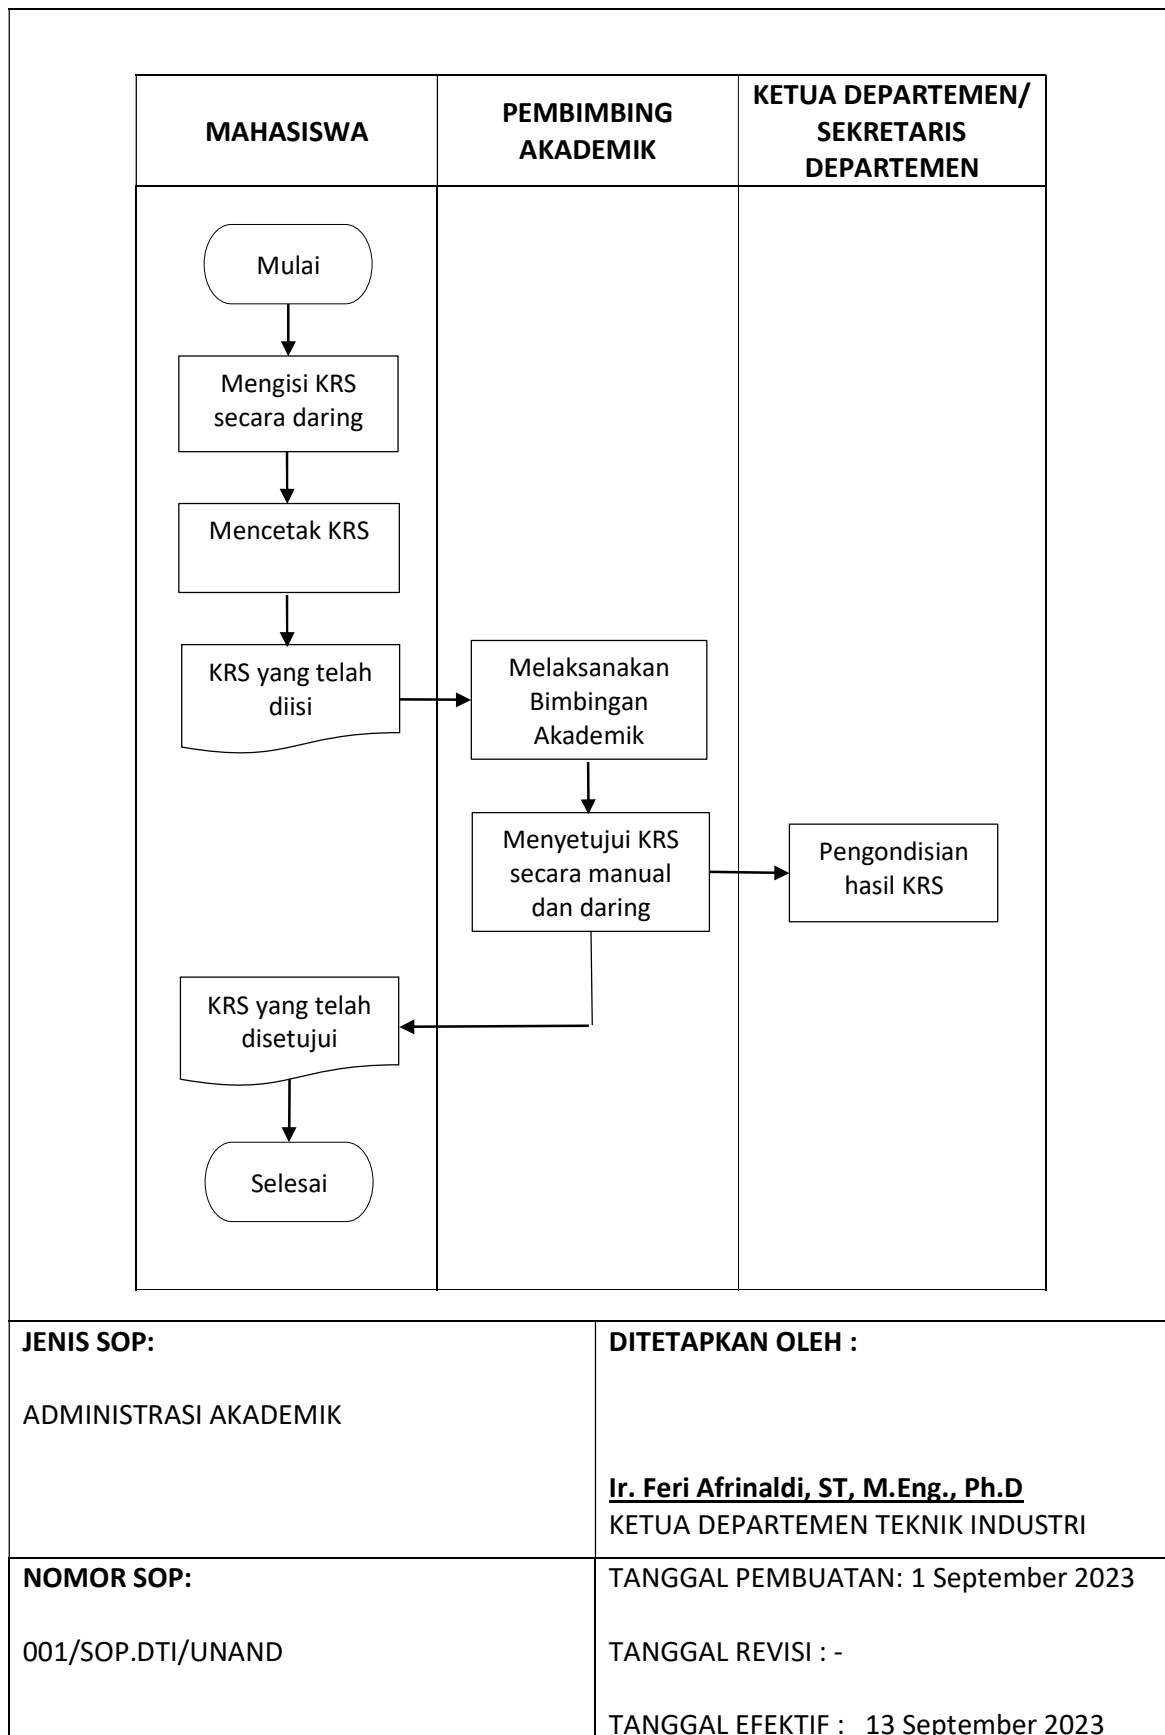 MAHASISWA
PEMBIMBING
AKADEMIK
KETUA DEPARTEMEN/
SEKRETARIS
DEPARTEMEN
Mulai
Mengisi KRS
secara daring
Mencetak KRS
KRS yang telah
diisi
Melaksanakan
Bimbingan
Akademik
Menyetujui KRS
secara manual
dan daring
Pengondisian
hasil KRS
KRS yang telah
disetujui
Selesai
JENIS SOP:
ADMINISTRASI AKADEMIK
DITETAPKAN OLEH :
Ir. Feri Afrinaldi, ST, M.Eng., Ph.D
KETUA DEPARTEMEN TEKNIK INDUSTRI
NOMOR SOP:
001/SOP.DTI/UNAND
TANGGAL PEMBUATAN: 1 September 2023
TANGGAL REVISI : -
TANGGAL EFEKTIF : 13 September 2023